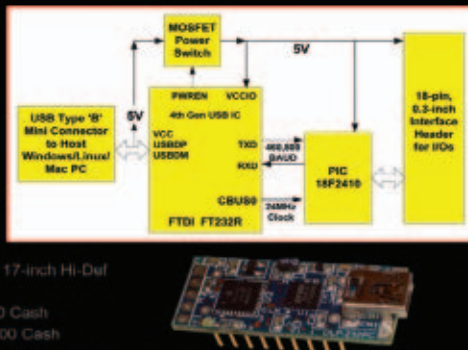 MOSFET
Power
Switch
5V
5V
PWREN VCCIO
4th Gen USB IC
VCC
USBDP
USBDM
TXD
RXD
CBUS0
FTDI FT232R
USB Type 'B'
Mini Connector
to Host
Windows/Linux/
Mac PC
BAUD
24MHz
Clock
PIC
18F2410
18-pin,
0.3-inch
Interface
Header
for I/Os
17-inch Hi-Def
Cash
00 Cash